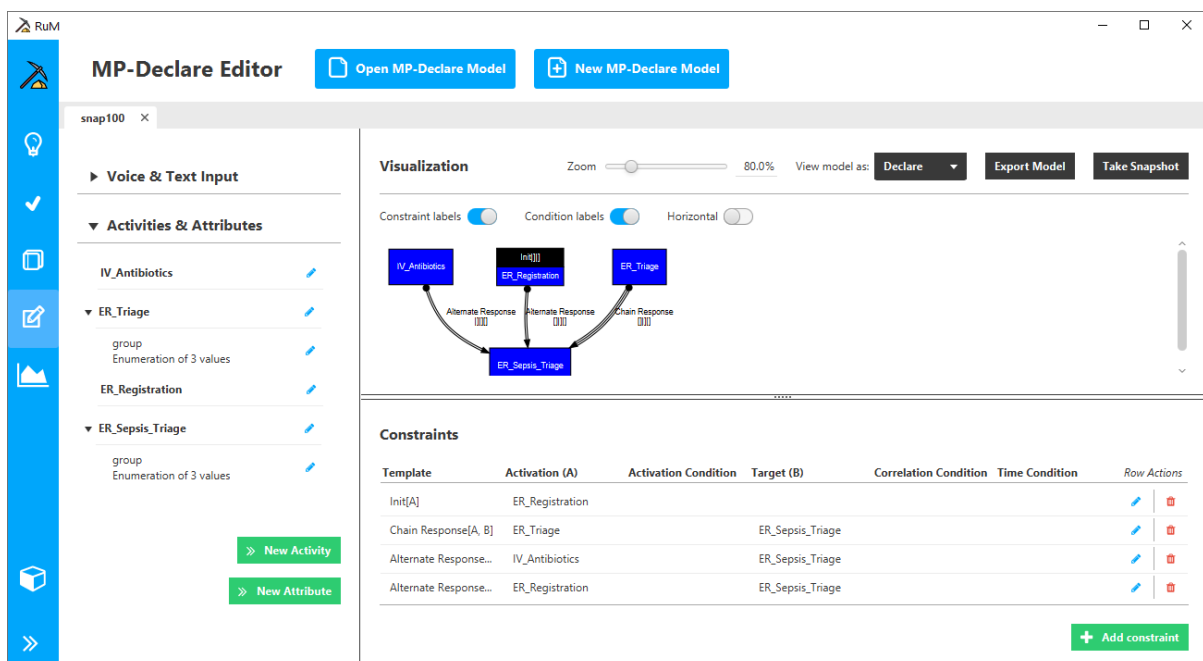 RuM
MP-Declare Editor
Open MP-Declare Model
New MP-Declare Model
snap100
Voice & Text Input
Activities & Attributes
IV_Antibiotics
ER_Triage
group
Enumeration of 3 values
ER_Registration
ER_Sepsis_Triage
group
Enumeration of 3 values
New Activity
New Attribute
Visualization
Zoom
80.0%
View model as:
Declare
Export Model
Take Snapshot
Constraint labels
Condition labels
Horizontal
IV_Antibiotics
Init[][]
ER_Registration
ER_Triage
Alternate Response
[][][]
Alternate Response
[][][]
Chain Response
[][][]
ER_Sepsis_Triage
Constraints
Template Activation (A) Activation Condition Target (B) Correlation Condition Time Condition Row Actions
Init[A] ER_Registration
Chain Response[A, B] ER_Triage ER_Sepsis_Triage
Alternate Response... IV_Antibiotics ER_Sepsis_Triage
Alternate Response... ER_Registration ER_Sepsis_Triage
Add constraint